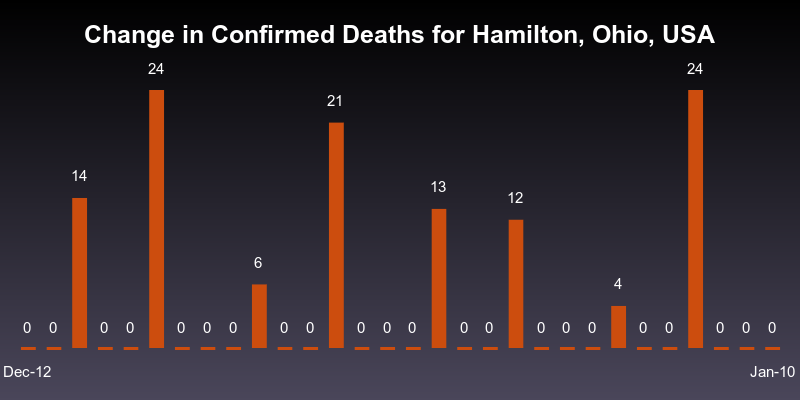 Change in Confirmed Deaths for Hamilton, Ohio, USA
0 0 14 0 0 24 0 0 0 6 0 0 21 0 0 0 13 0 0 12 0 0 0 4 0 0 24 0 0 0
Dec-12 Jan-10